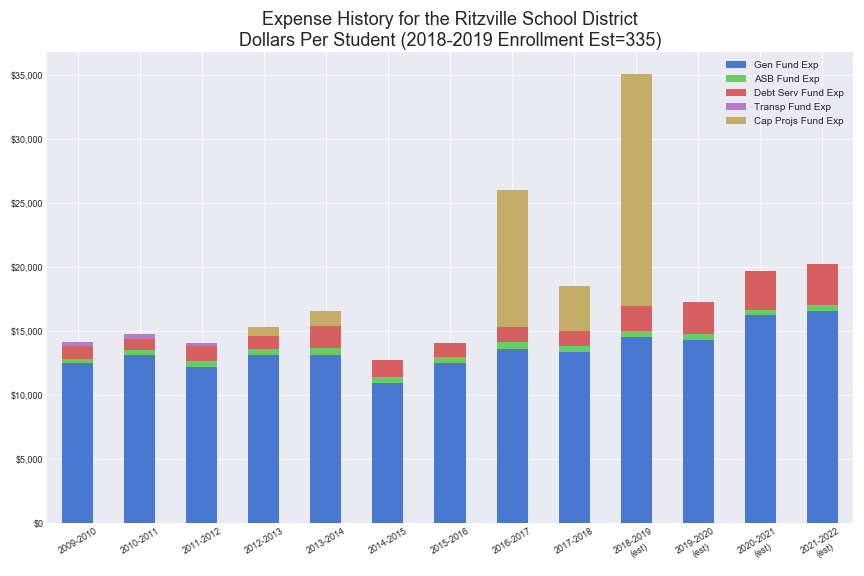 Expense History for the Ritzville School District
Dollars Per Student (2018-2019 Enrollment Est=335)
Gen Fund Exp
ASB Fund Exp
Debt Serv Fund Exp
Transp Fund Exp
Cap Projs Fund Exp
$35,000
$30,000
$25,000
$20,000
$15,000
$10,000
$5,000
$0
2009-2010
2010-2011
2011-2012
2012-2013
2013-2014
2014-2015
2015-2016
2016-2017
2017-2018
2018-2019
(est)
2019-2020
(est)
2020-2021
(est)
2021-2022
(est)